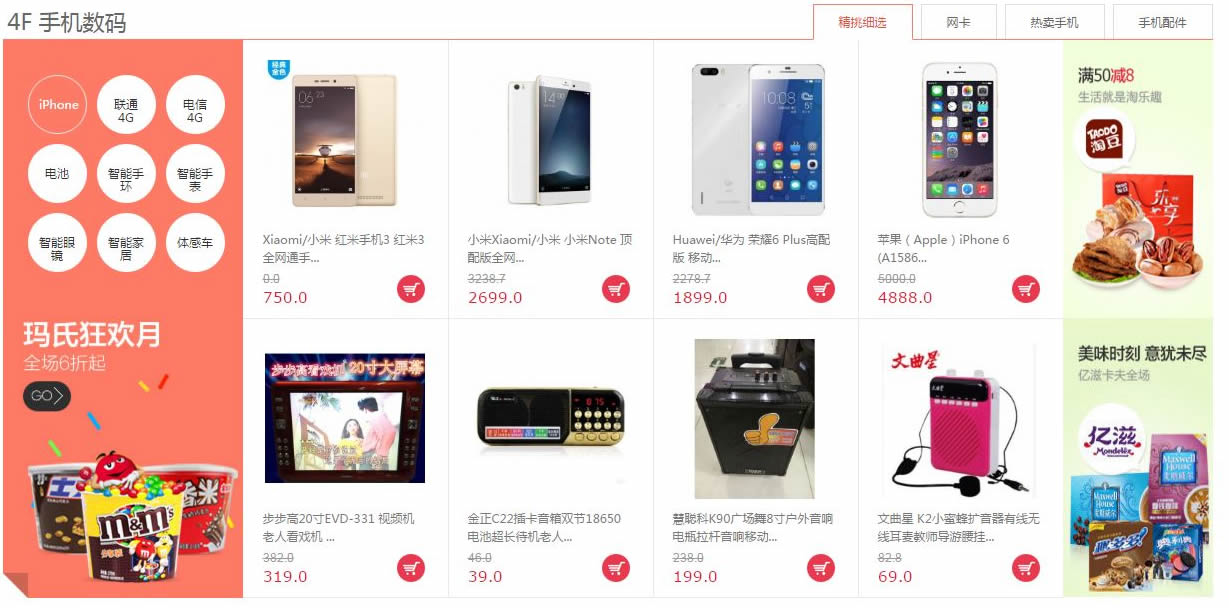 4F 手机数码
精挑细选
网卡
热卖手机
手机配件
iPhone
联通
4G
电信
4G
电池
智能手
环
智能手
表
智能眼
镜
智能家
居
体感车
玛氏狂欢月
全场6折起
GO
m&m's
经典
金色
06 23
Xiaomi/小米 红米手机3 红米3
全网通手...
0.0
750.0
小米Xiaomi/小米 小米Note 顶
配版全网...
3238.7
2699.0
10:08
Huawei/华为 荣耀6 Plus高配
版 移动...
2278.7
1899.0
苹果（Apple）iPhone 6
(A1586...
5000.0
4888.0
满50减8
生活就是淘乐趣
TAODO
淘豆
乐享
步步高看戏机 20寸大屏幕
步步高20寸EVD-331 视频机
老人看戏机 ...
382.0
319.0
金正C22插卡音箱双节18650
电池超长待机老人...
46.0
39.0
慧聪科K90广场舞8寸户外音响
电瓶拉杆音响移动...
238.0
199.0
文曲星
文曲星 K2小蜜蜂扩音器有线无
线耳麦教师导游腰挂...
82.8
69.0
美味时刻 意犹未尽
亿滋卡夫全场
亿滋
Mondelēz
Maxwell
House
Maxwell
House